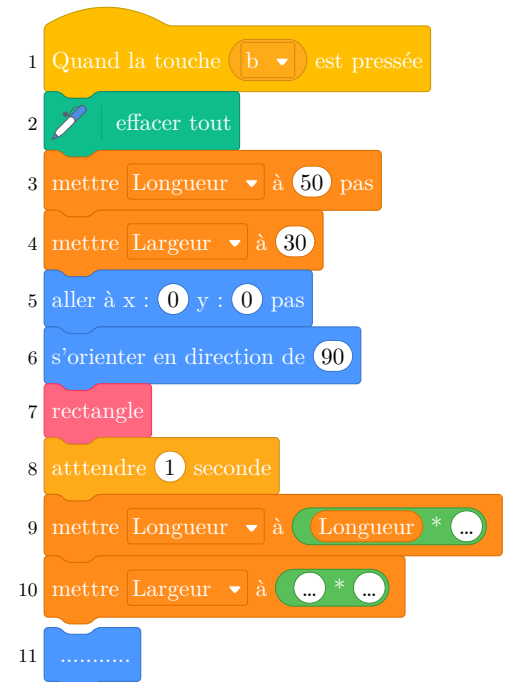 1 Quand la touche b est pressée
2 effacer tout
3 mettre Longueur à 50 pas
4 mettre Largeur à 30
5 aller à x : 0 y : 0 pas
6 s'orienter en direction de 90
7 rectangle
8 atttendre 1 seconde
9 mettre Longueur à Longueur * ...
10 mettre Largeur à ... * ...
11 ...........